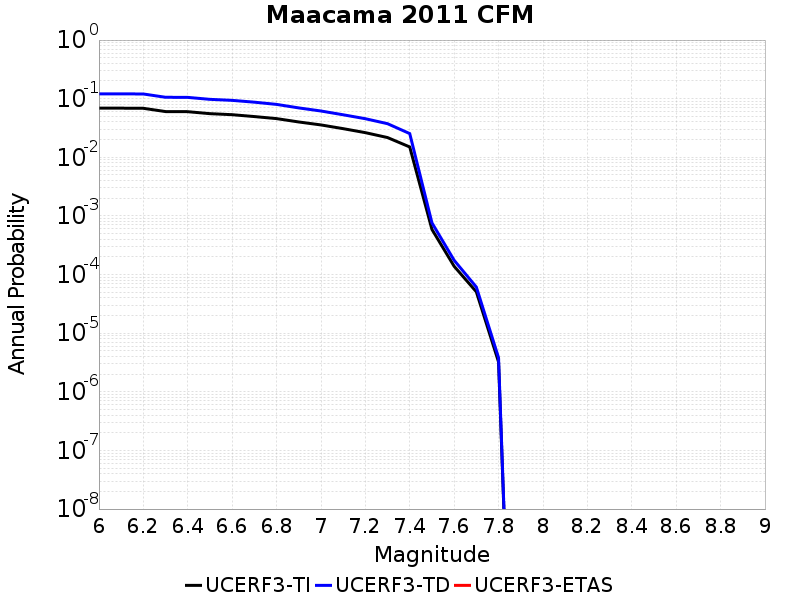 Maacama 2011 CFM
Annual Probability
10^0
10^-1
10^-2
10^-3
10^-4
10^-5
10^-6
10^-7
10^-8
6 6.2 6.4 6.6 6.8 7 7.2 7.4 7.6 7.8 8 8.2 8.4 8.6 8.8 9
Magnitude
UCERF3-TI UCERF3-TD UCERF3-ETAS